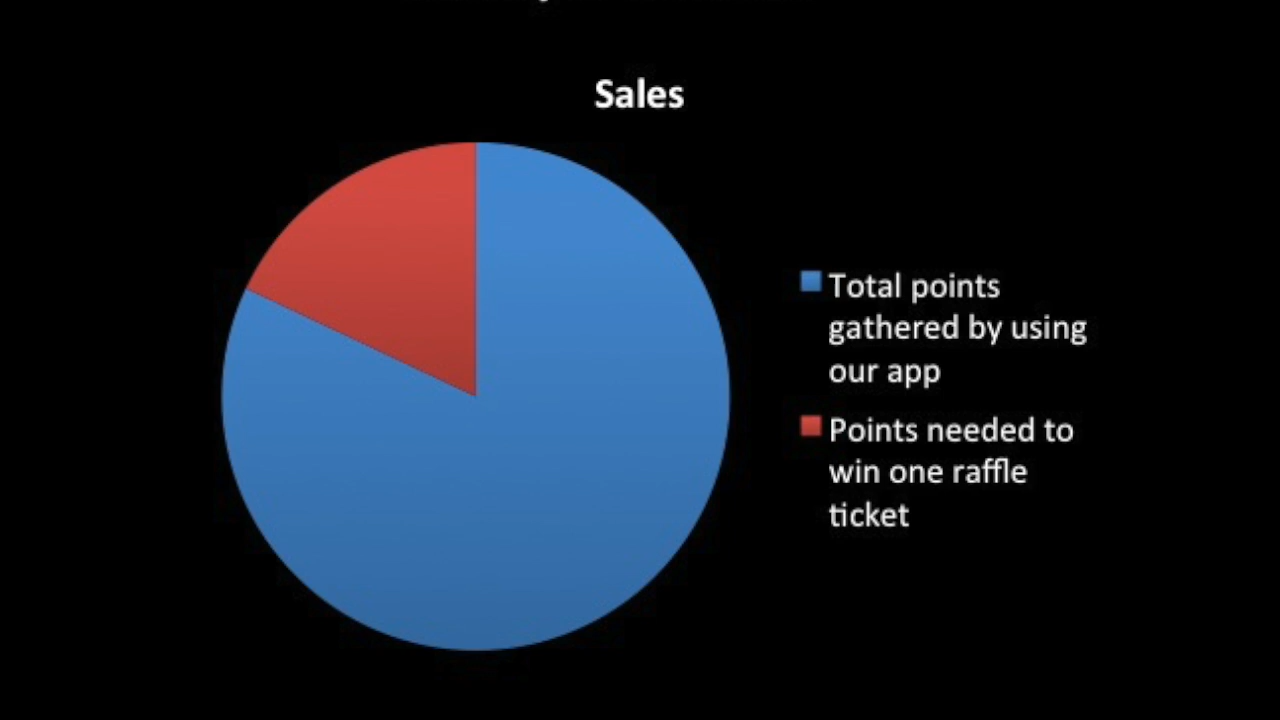 Sales
Total points
gathered by using
our app
Points needed to
win one raffle
ticket